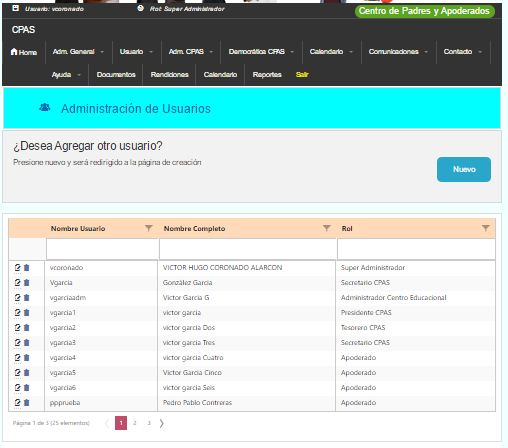 Usuario: vcoronado Rol: Super Administrador Centro de Padres y Apoderados
CPAS
Home Adm. General Usuario Adm. CPAS Democrática CPAS Calendario Comunicaciones Contacto
Ayuda Documentos Rendiciones Calendario Reportes Salir
Administración de Usuarios
¿Desea Agregar otro usuario?
Presione nuevo y será redirigido a la página de creación
Nuevo
Nombre Usuario Nombre Completo Rol
vcoronado VICTOR HUGO CORONADO ALARCON Super Administrador
Vgarcia González Garcia Secretario CPAS
vgarciaadm Victor Garcia G Administrador Centro Educacional
vgarcia1 victor garcia Presidente CPAS
vgarcia2 victor garcia Dos Tesorero CPAS
vgarcia3 victor garcia Tres Secretario CPAS
vgarcia4 victor garcia Cuatro Apoderado
vgarcia5 Victor Garcia Cinco Apoderado
vgarcia6 victor garcia Seis Apoderado
ppprueba Pedro Pablo Contreras Apoderado
Página 1 de 3 (25 elementos) 1 2 3